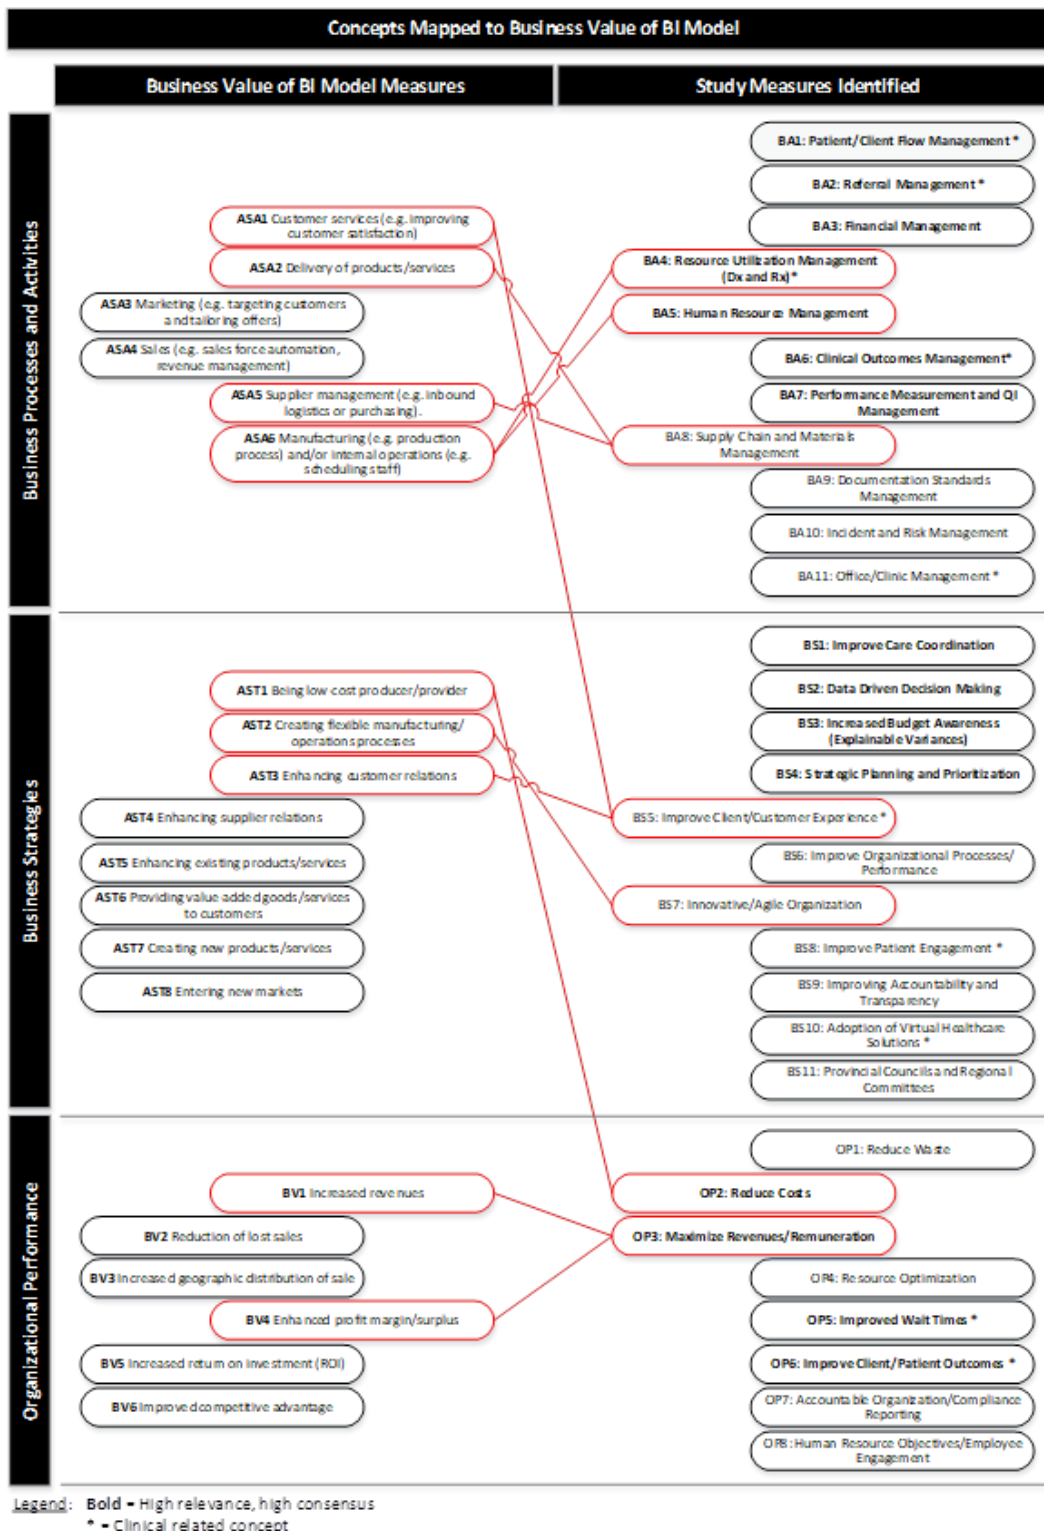 Concepts Mapped to Business Value of BI Model
Business Value of BI Model Measures
Study Measures Identified
Business Processes and Activities
ASA1 Customer services (e.g. improving
customer satisfaction)
ASA2 Delivery of products/services
ASA3 Marketing (e.g. targeting customers
and tailoring offers)
ASA4 Sales (e.g. sales force automation,
revenue management)
ASA5 Supplier management (e.g. inbound
logistics or purchasing).
ASA6 Manufacturing (e.g. production
process) and/or internal operations (e.g.
scheduling staff)
BA1: Patient/Client Flow Management *
BA2: Referral Management *
BA3: Financial Management
BA4: Resource Utilization Management
(Dx and Rx)*
BA5: Human Resource Management
BA6: Clinical Outcomes Management*
BA7: Performance Measurement and QI
Management
BA8: Supply Chain and Materials
Management
BA9: Documentation Standards
Management
BA10: Incident and Risk Management
BA11: Office/Clinic Management *
Business Strategies
AST1 Being low cost producer/provider
AST2 Creating flexible manufacturing/
operations processes
AST3 Enhancing customer relations
AST4 Enhancing supplier relations
AST5 Enhancing existing products/services
AST6 Providing value added goods/services
to customers
AST7 Creating new products/services
AST8 Entering new markets
BS1: Improve Care Coordination
BS2: Data Driven Decision Making
BS3: Increased Budget Awareness
(Explainable Variances)
BS4: Strategic Planning and Prioritization
BS5: Improve Client/Customer Experience *
BS6: Improve Organizational Processes/
Performance
BS7: Innovative/Agile Organization
BS8: Improve Patient Engagement *
BS9: Improving Accountability and
Transparency
BS10: Adoption of Virtual Healthcare
Solutions *
BS11: Provincial Councils and Regional
Committees
Organizational Performance
BV1 Increased revenues
BV2 Reduction of lost sales
BV3 Increased geographic distribution of sale
BV4 Enhanced profit margin/surplus
BV5 Increased return on investment (ROI)
BV6 Improved competitive advantage
OP1: Reduce Waste
OP2: Reduce Costs
OP3: Maximize Revenues/Remuneration
OP4: Resource Optimization
OP5: Improved Wait Times *
OP6: Improve Client/Patient Outcomes *
OP7: Accountable Organization/Compliance
Reporting
OP8: Human Resource Objectives/Employee
Engagement
Legend: Bold = High relevance, high consensus
* = Clinical related concept